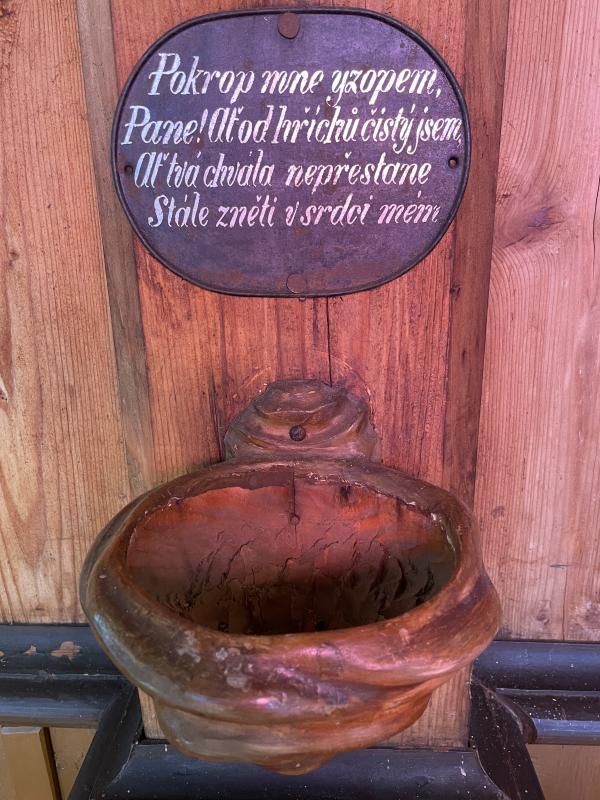 Pokrop mne yzopem,
Pane! Ať od hříchů čistý jsem,
Ať tvá chvála nepřestane
Stále zněti v srdci mém